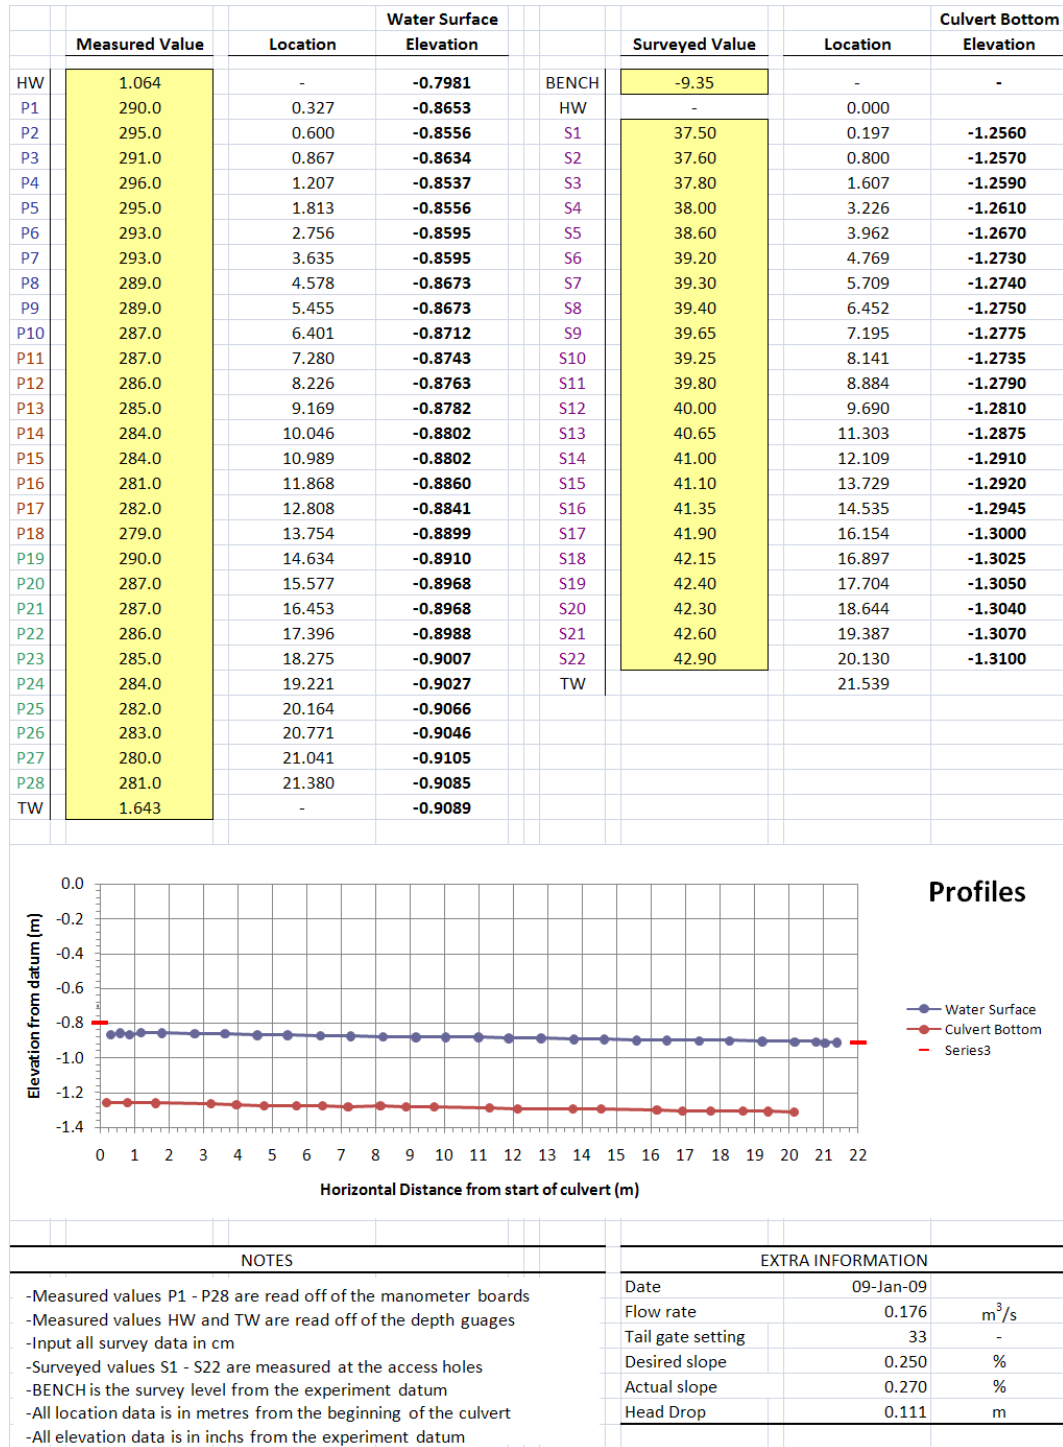 Water Surface Culvert Bottom
Measured Value Location Elevation Surveyed Value Location Elevation
HW 1.064 - -0.7981 BENCH -9.35 - -
P1 290.0 0.327 -0.8653 HW - 0.000
P2 295.0 0.600 -0.8556 S1 37.50 0.197 -1.2560
P3 291.0 0.867 -0.8634 S2 37.60 0.800 -1.2570
P4 296.0 1.207 -0.8537 S3 37.80 1.607 -1.2590
P5 295.0 1.813 -0.8556 S4 38.00 3.226 -1.2610
P6 293.0 2.756 -0.8595 S5 38.60 3.962 -1.2670
P7 293.0 3.635 -0.8595 S6 39.20 4.769 -1.2730
P8 289.0 4.578 -0.8673 S7 39.30 5.709 -1.2740
P9 289.0 5.455 -0.8673 S8 39.40 6.452 -1.2750
P10 287.0 6.401 -0.8712 S9 39.65 7.195 -1.2775
P11 287.0 7.280 -0.8743 S10 39.25 8.141 -1.2735
P12 286.0 8.226 -0.8763 S11 39.80 8.884 -1.2790
P13 285.0 9.169 -0.8782 S12 40.00 9.690 -1.2810
P14 284.0 10.046 -0.8802 S13 40.65 11.303 -1.2875
P15 284.0 10.989 -0.8802 S14 41.00 12.109 -1.2910
P16 281.0 11.868 -0.8860 S15 41.10 13.729 -1.2920
P17 282.0 12.808 -0.8841 S16 41.35 14.535 -1.2945
P18 279.0 13.754 -0.8899 S17 41.90 16.154 -1.3000
P19 290.0 14.634 -0.8910 S18 42.15 16.897 -1.3025
P20 287.0 15.577 -0.8968 S19 42.40 17.704 -1.3050
P21 287.0 16.453 -0.8968 S20 42.30 18.644 -1.3040
P22 286.0 17.396 -0.8988 S21 42.60 19.387 -1.3070
P23 285.0 18.275 -0.9007 S22 42.90 20.130 -1.3100
P24 284.0 19.221 -0.9027 TW 21.539
P25 282.0 20.164 -0.9066
P26 283.0 20.771 -0.9046
P27 280.0 21.041 -0.9105
P28 281.0 21.380 -0.9085
TW 1.643 - -0.9089
Profiles
Elevation from datum (m)
0.0
-0.2
-0.4
-0.6
-0.8
-1.0
-1.2
-1.4
0 1 2 3 4 5 6 7 8 9 10 11 12 13 14 15 16 17 18 19 20 21 22
Horizontal Distance from start of culvert (m)
Water Surface
Culvert Bottom
Series3
NOTES
-Measured values P1 - P28 are read off of the manometer boards
-Measured values HW and TW are read off of the depth guages
-Input all survey data in cm
-Surveyed values S1 - S22 are measured at the access holes
-BENCH is the survey level from the experiment datum
-All location data is in metres from the beginning of the culvert
-All elevation data is in inchs from the experiment datum
EXTRA INFORMATION
Date 09-Jan-09
Flow rate 0.176 m³/s
Tail gate setting 33 -
Desired slope 0.250 %
Actual slope 0.270 %
Head Drop 0.111 m